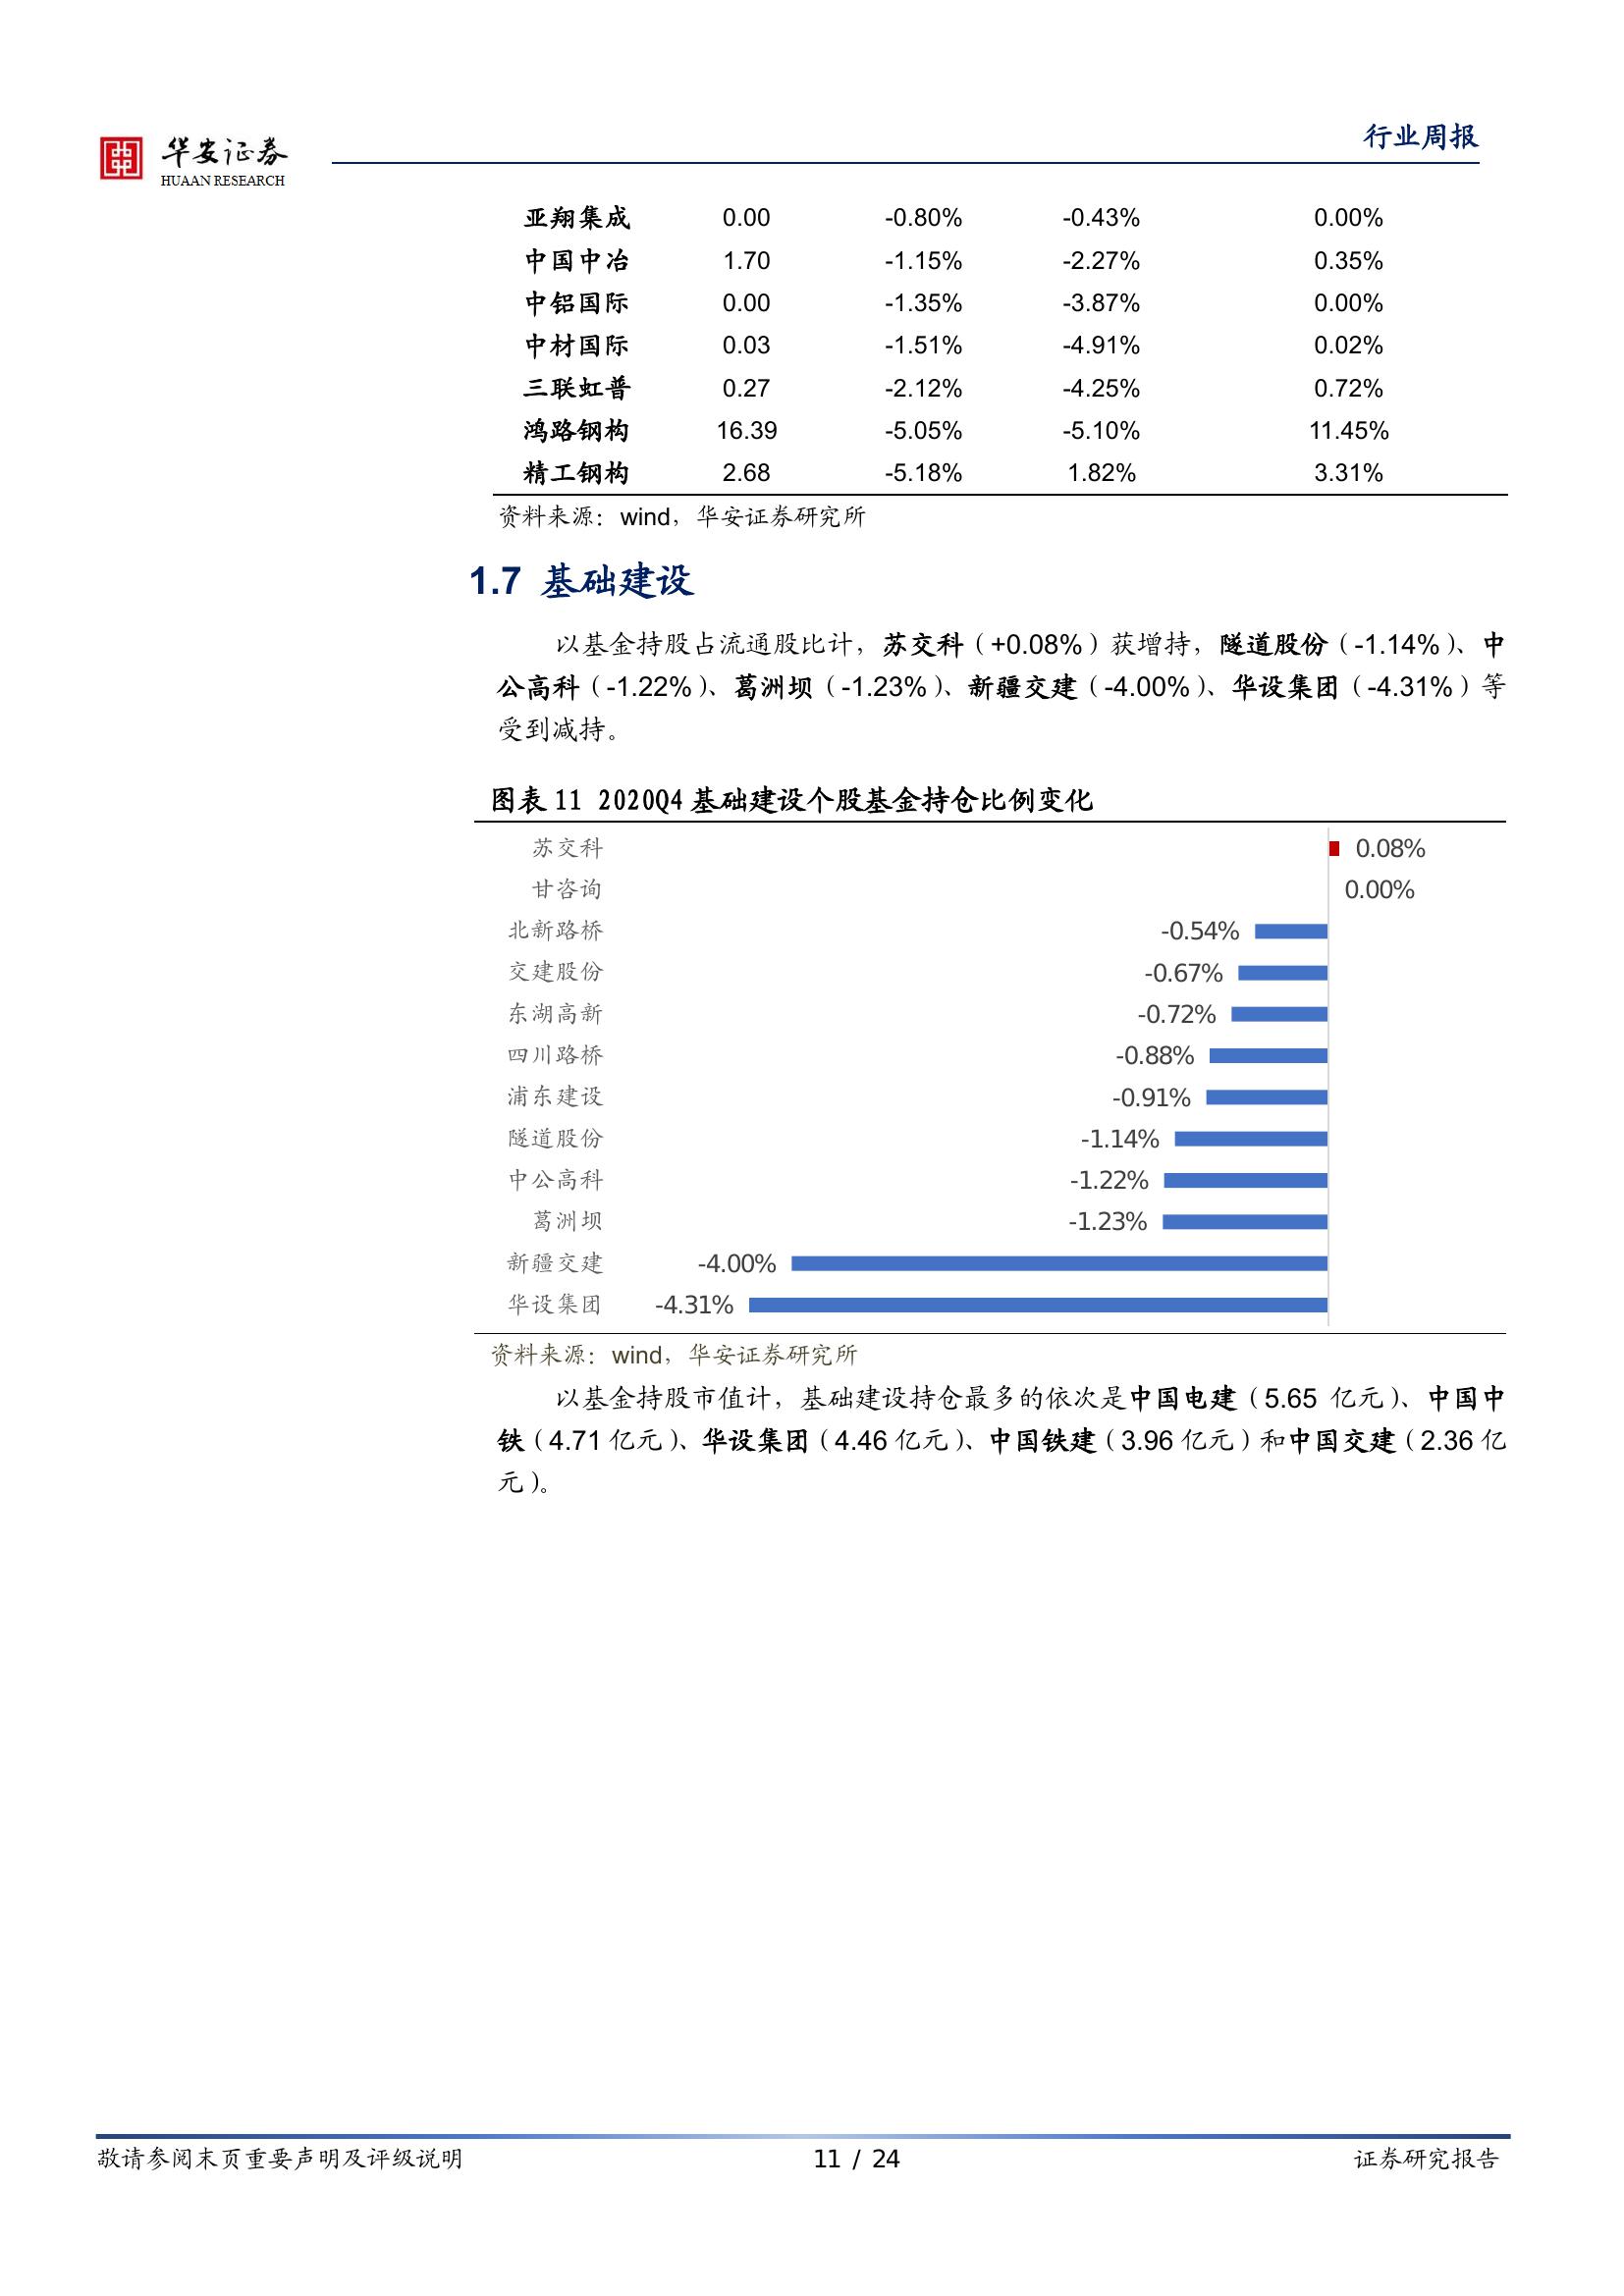 华安证券
HUAAN RESEARCH
行业周报
亚翔集成 0.00 -0.80% -0.43% 0.00%
中国中冶 1.70 -1.15% -2.27% 0.35%
中铝国际 0.00 -1.35% -3.87% 0.00%
中材国际 0.03 -1.51% -4.91% 0.02%
三联虹普 0.27 -2.12% -4.25% 0.72%
鸿路钢构 16.39 -5.05% -5.10% 11.45%
精工钢构 2.68 -5.18% 1.82% 3.31%
资料来源：wind，华安证券研究所
1.7 基础建设
以基金持股占流通股比计，苏交科（+0.08%）获增持，隧道股份（-1.14%）、中
公高科（-1.22%）、葛洲坝（-1.23%）、新疆交建（-4.00%）、华设集团（-4.31%）等
受到减持。
图表 11 2020Q4 基础建设个股基金持仓比例变化
苏交科 0.08%
甘咨询 0.00%
北新路桥 -0.54%
交建股份 -0.67%
东湖高新 -0.72%
四川路桥 -0.88%
浦东建设 -0.91%
隧道股份 -1.14%
中公高科 -1.22%
葛洲坝 -1.23%
新疆交建 -4.00%
华设集团 -4.31%
资料来源：wind，华安证券研究所
以基金持股市值计，基础建设持仓最多的依次是中国电建（5.65 亿元）、中国中
铁（4.71 亿元）、华设集团（4.46 亿元）、中国铁建（3.96 亿元）和中国交建（2.36 亿
元）。
敬请参阅末页重要声明及评级说明 11 / 24 证券研究报告